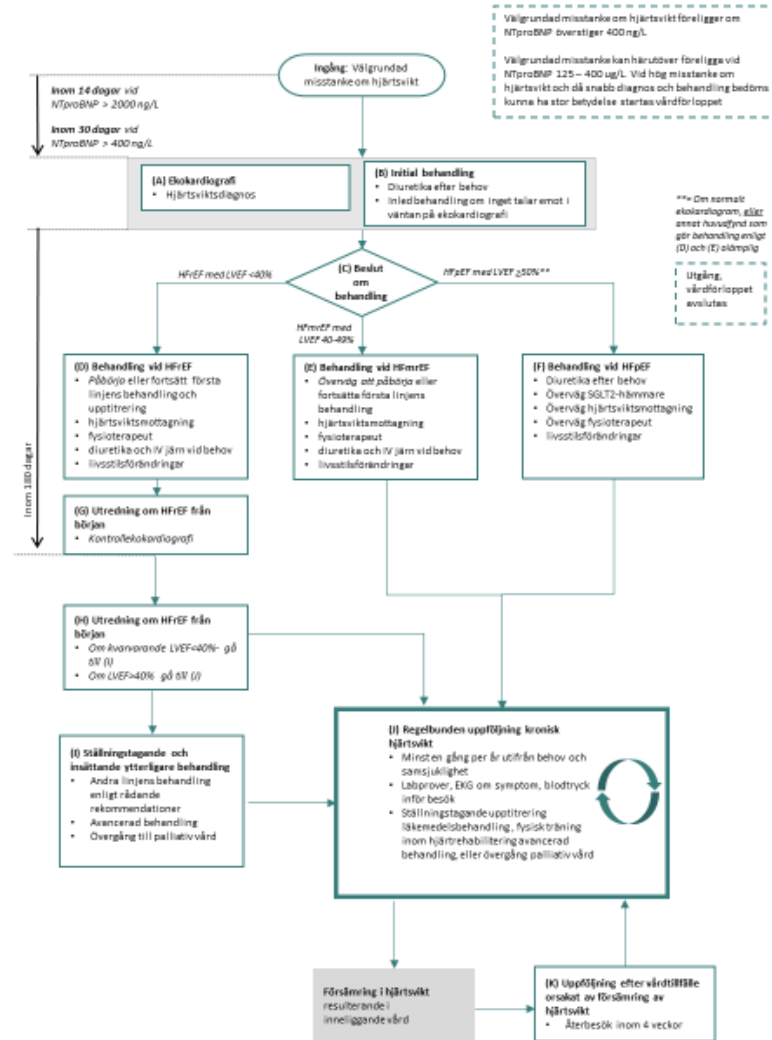 Välgrundad misstanke om hjärtsvikt föreligger om
NTproBNP överstiger 400 ng/L
Välgrundad misstanke kan härutöver föreligga vid
NTproBNP 125 – 400 ug/L. Vid hög misstanke om
hjärtsvikt och då snabb diagnos och behandling bedöms
kunna ha stor betydelse startas vårdförloppet
Ingång: Välgrundad
misstanke om hjärtsvikt
Inom 14 dagar vid
NTproBNP > 2000 ng/L
Inom 30 dagar vid
NTproBNP > 400 ng/L
(A) Ekokardiografi
• Hjärtsviktsdiagnos
(B) Initial behandling
• Diuretika efter behov
• Inled behandling om inget talar emot i
väntan på ekokardiografi
**= Om normalt
ekokardiogram, eller
annat huvudfynd som
gör behandling enligt
(D) och (E) olämplig
Utgång,
vårdförloppet
avslutas
(C) Beslut
om
behandling
HFrEF med LVEF <40%
HFpEF med LVEF ≥50%**
HFmrEF med
LVEF 40-49%
Inom 180 dagar
(D) Behandling vid HFrEF
• Påbörja eller fortsätt första
linjens behandling och
upptitrering
• hjärtsviktsmottagning
• fysioterapeut
• diuretika och IV järn vid behov
• livsstilsförändringar
(E) Behandling vid HFmrEF
• Överväg att påbörja eller
fortsätta första linjens
behandling
• hjärtsviktsmottagning
• fysioterapeut
• diuretika och IV järn vid behov
• livsstilsförändringar
(F) Behandling vid HFpEF
• Diuretika efter behov
• Överväg SGLT2-hämmare
• Överväg hjärtsviktsmottagning
• Överväg fysioterapeut
• livsstilsförändringar
(G) Utredning om HFrEF från
början
• Kontrollekokardiografi
(H) Utredning om HFrEF från
början
• Om kvarvarande LVEF<40%- gå
till (I)
• Om LVEF>40% gå till (J)
(I) Ställningstagande och
insättande ytterligare behandling
• Andra linjens behandling
enligt rådande
rekommendationer
• Avancerad behandling
• Övergång till palliativ vård
(J) Regelbunden uppföljning kronisk
hjärtsvikt
• Minst en gång per år utifrån behov och
samsjuklighet
• Labprover, EKG om symptom, blodtryck
inför besök
• Ställningstagande upptitrering
läkemedelsbehandling, fysisk träning
inom hjärtrehabilitering avancerad
behandling, eller övergång palliativ vård
Försämring i hjärtsvikt
resulterande i
inneliggande vård
(K) Uppföljning efter vårdtillfälle
orsakat av försämring av
hjärtsvikt
• Återbesök inom 4 veckor